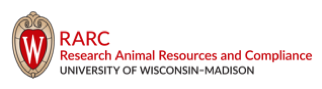 W
RARC
Research Animal Resources and Compliance
UNIVERSITY OF WISCONSIN–MADISON